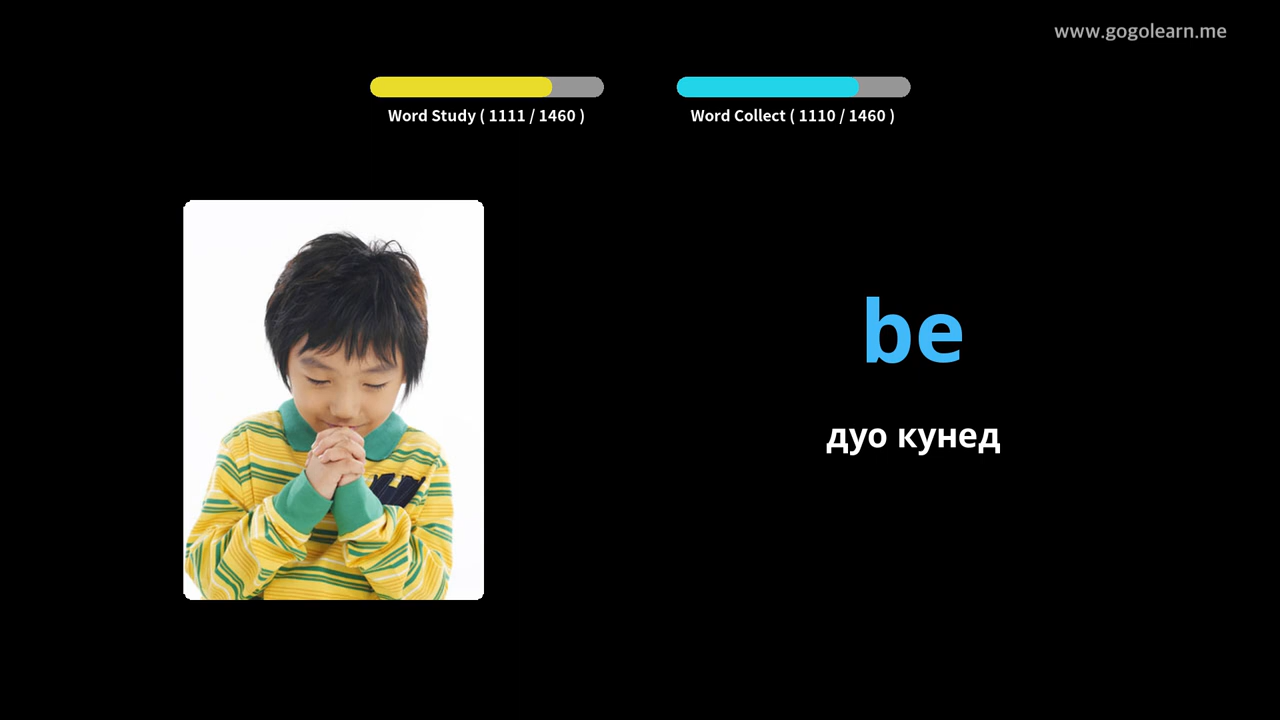 www.gogolearn.me
Word Study ( 1111 / 1460 )
Word Collect ( 1110 / 1460 )
be
дуо кунед